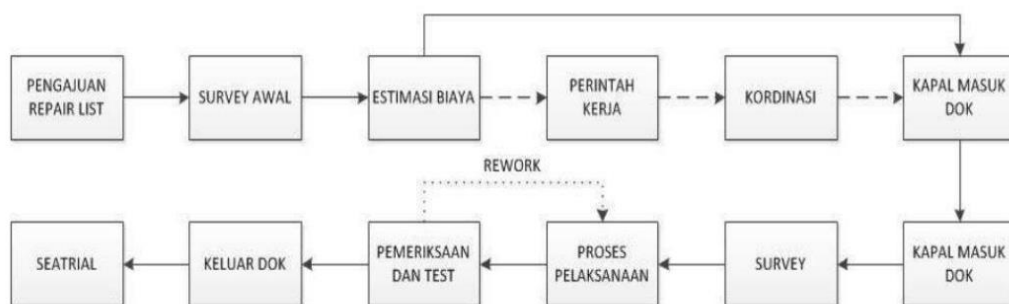 PENGAJUAN
REPAIR LIST
SURVEY AWAL
ESTIMASI BIAYA
PERINTAH
KERJA
KORDINASI
KAPAL MASUK
DOK
REWORK
SEATRIAL
KELUAR DOK
PEMERIKSAAN
DAN TEST
PROSES
PELAKSANAAN
SURVEY
KAPAL MASUK
DOK